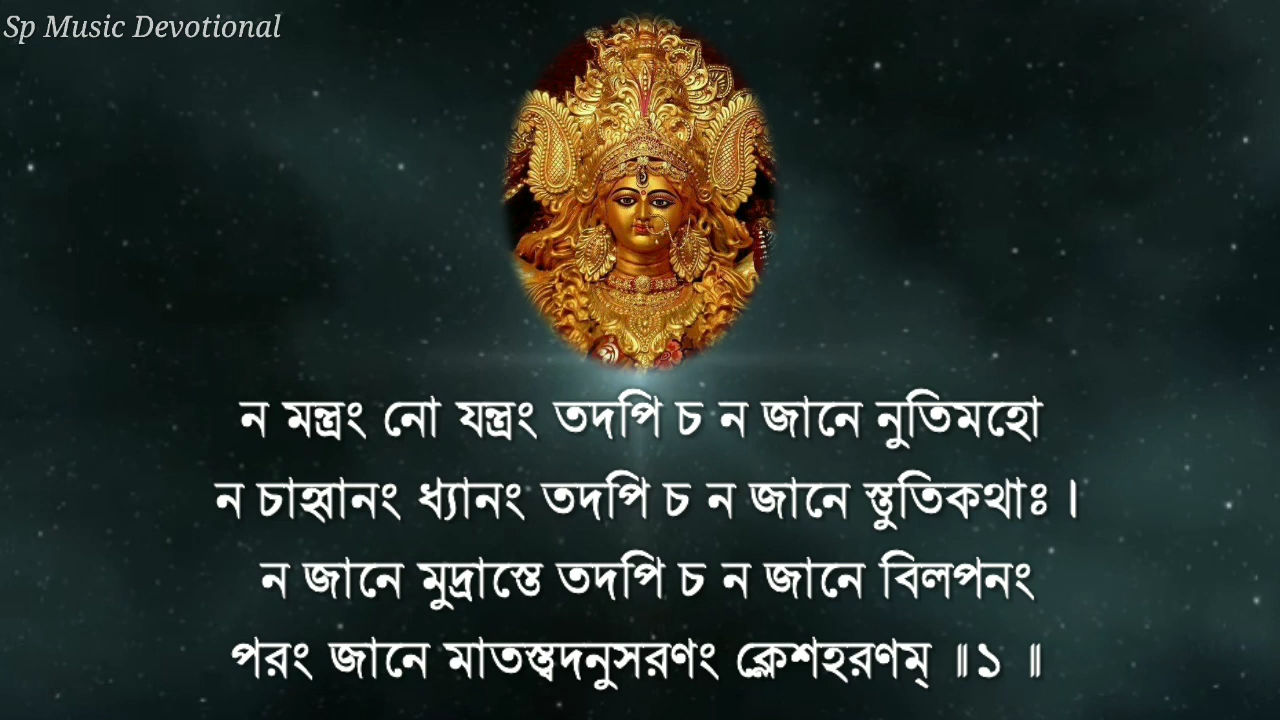 Sp Music Devotional
ন মন্ত্রং নো যন্ত্রং তদপি চ ন জানে নুতিমহো
ন চাহ্বানং ধ্যানং তদপি চ ন জানে স্তুতিকথাঃ ।
ন জানে মুদ্রাস্তে তদপি চ ন জানে বিলপনং
পরং জানে মাতস্ত্বদনুসরণং ক্লেশহরণম্ ॥১ ॥